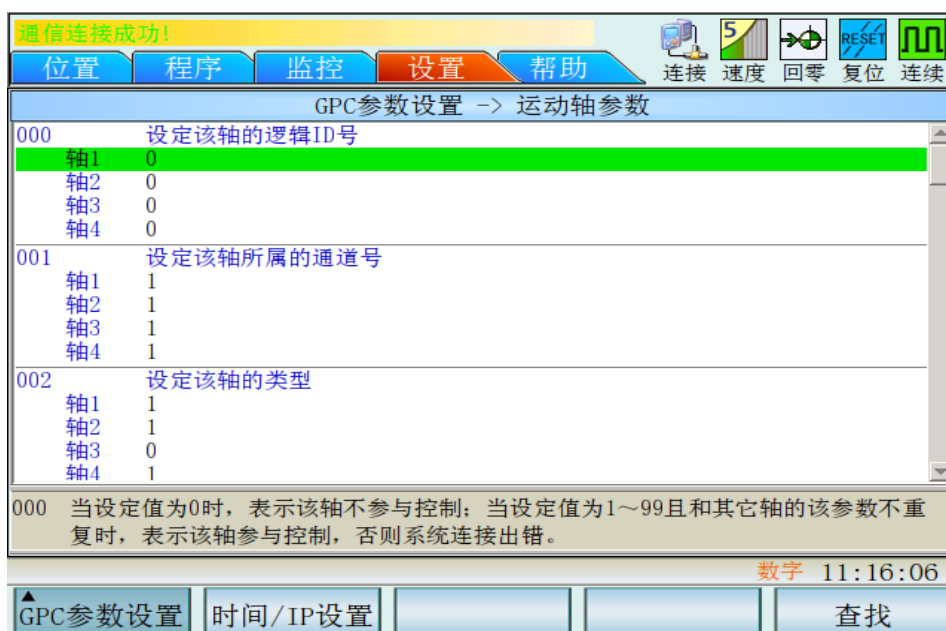 通信连接成功!
位置 程序 监控 设置 帮助
5 RESET
连接 速度 回零 复位 连续
GPC参数设置 -> 运动轴参数
000 设定该轴的逻辑ID号
轴1 0
轴2 0
轴3 0
轴4 0
001 设定该轴所属的通道号
轴1 1
轴2 1
轴3 1
轴4 1
002 设定该轴的类型
轴1 1
轴2 1
轴3 0
轴4 1
000 当设定值为0时，表示该轴不参与控制；当设定值为1～99且和其它轴的该参数不重
复时，表示该轴参与控制，否则系统连接出错。
数字 11:16:06
GPC参数设置 时间/IP设置 查找